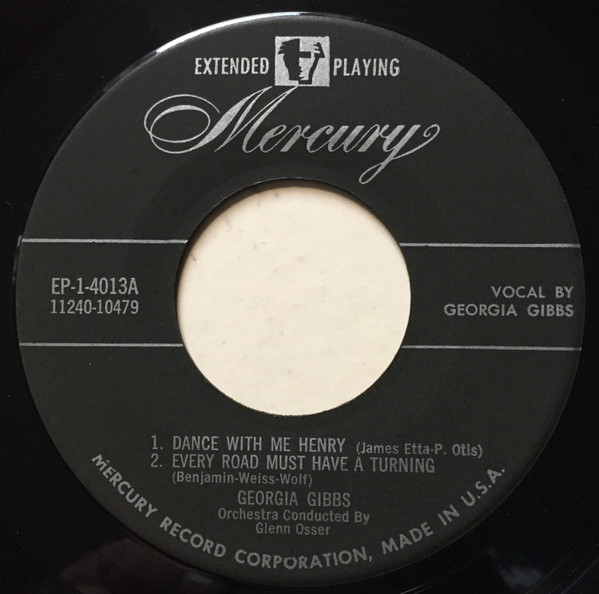 EXTENDED PLAYING
Mercury
EP-1-4013A
11240-10479
VOCAL BY
GEORGIA GIBBS
1. DANCE WITH ME HENRY (James Etta-P. Otis)
2. EVERY ROAD MUST HAVE A TURNING
(Benjamin-Weiss-Wolf)
GEORGIA GIBBS
Orchestra Conducted By
Glenn Osser
MERCURY RECORD CORPORATION, MADE IN U.S.A.